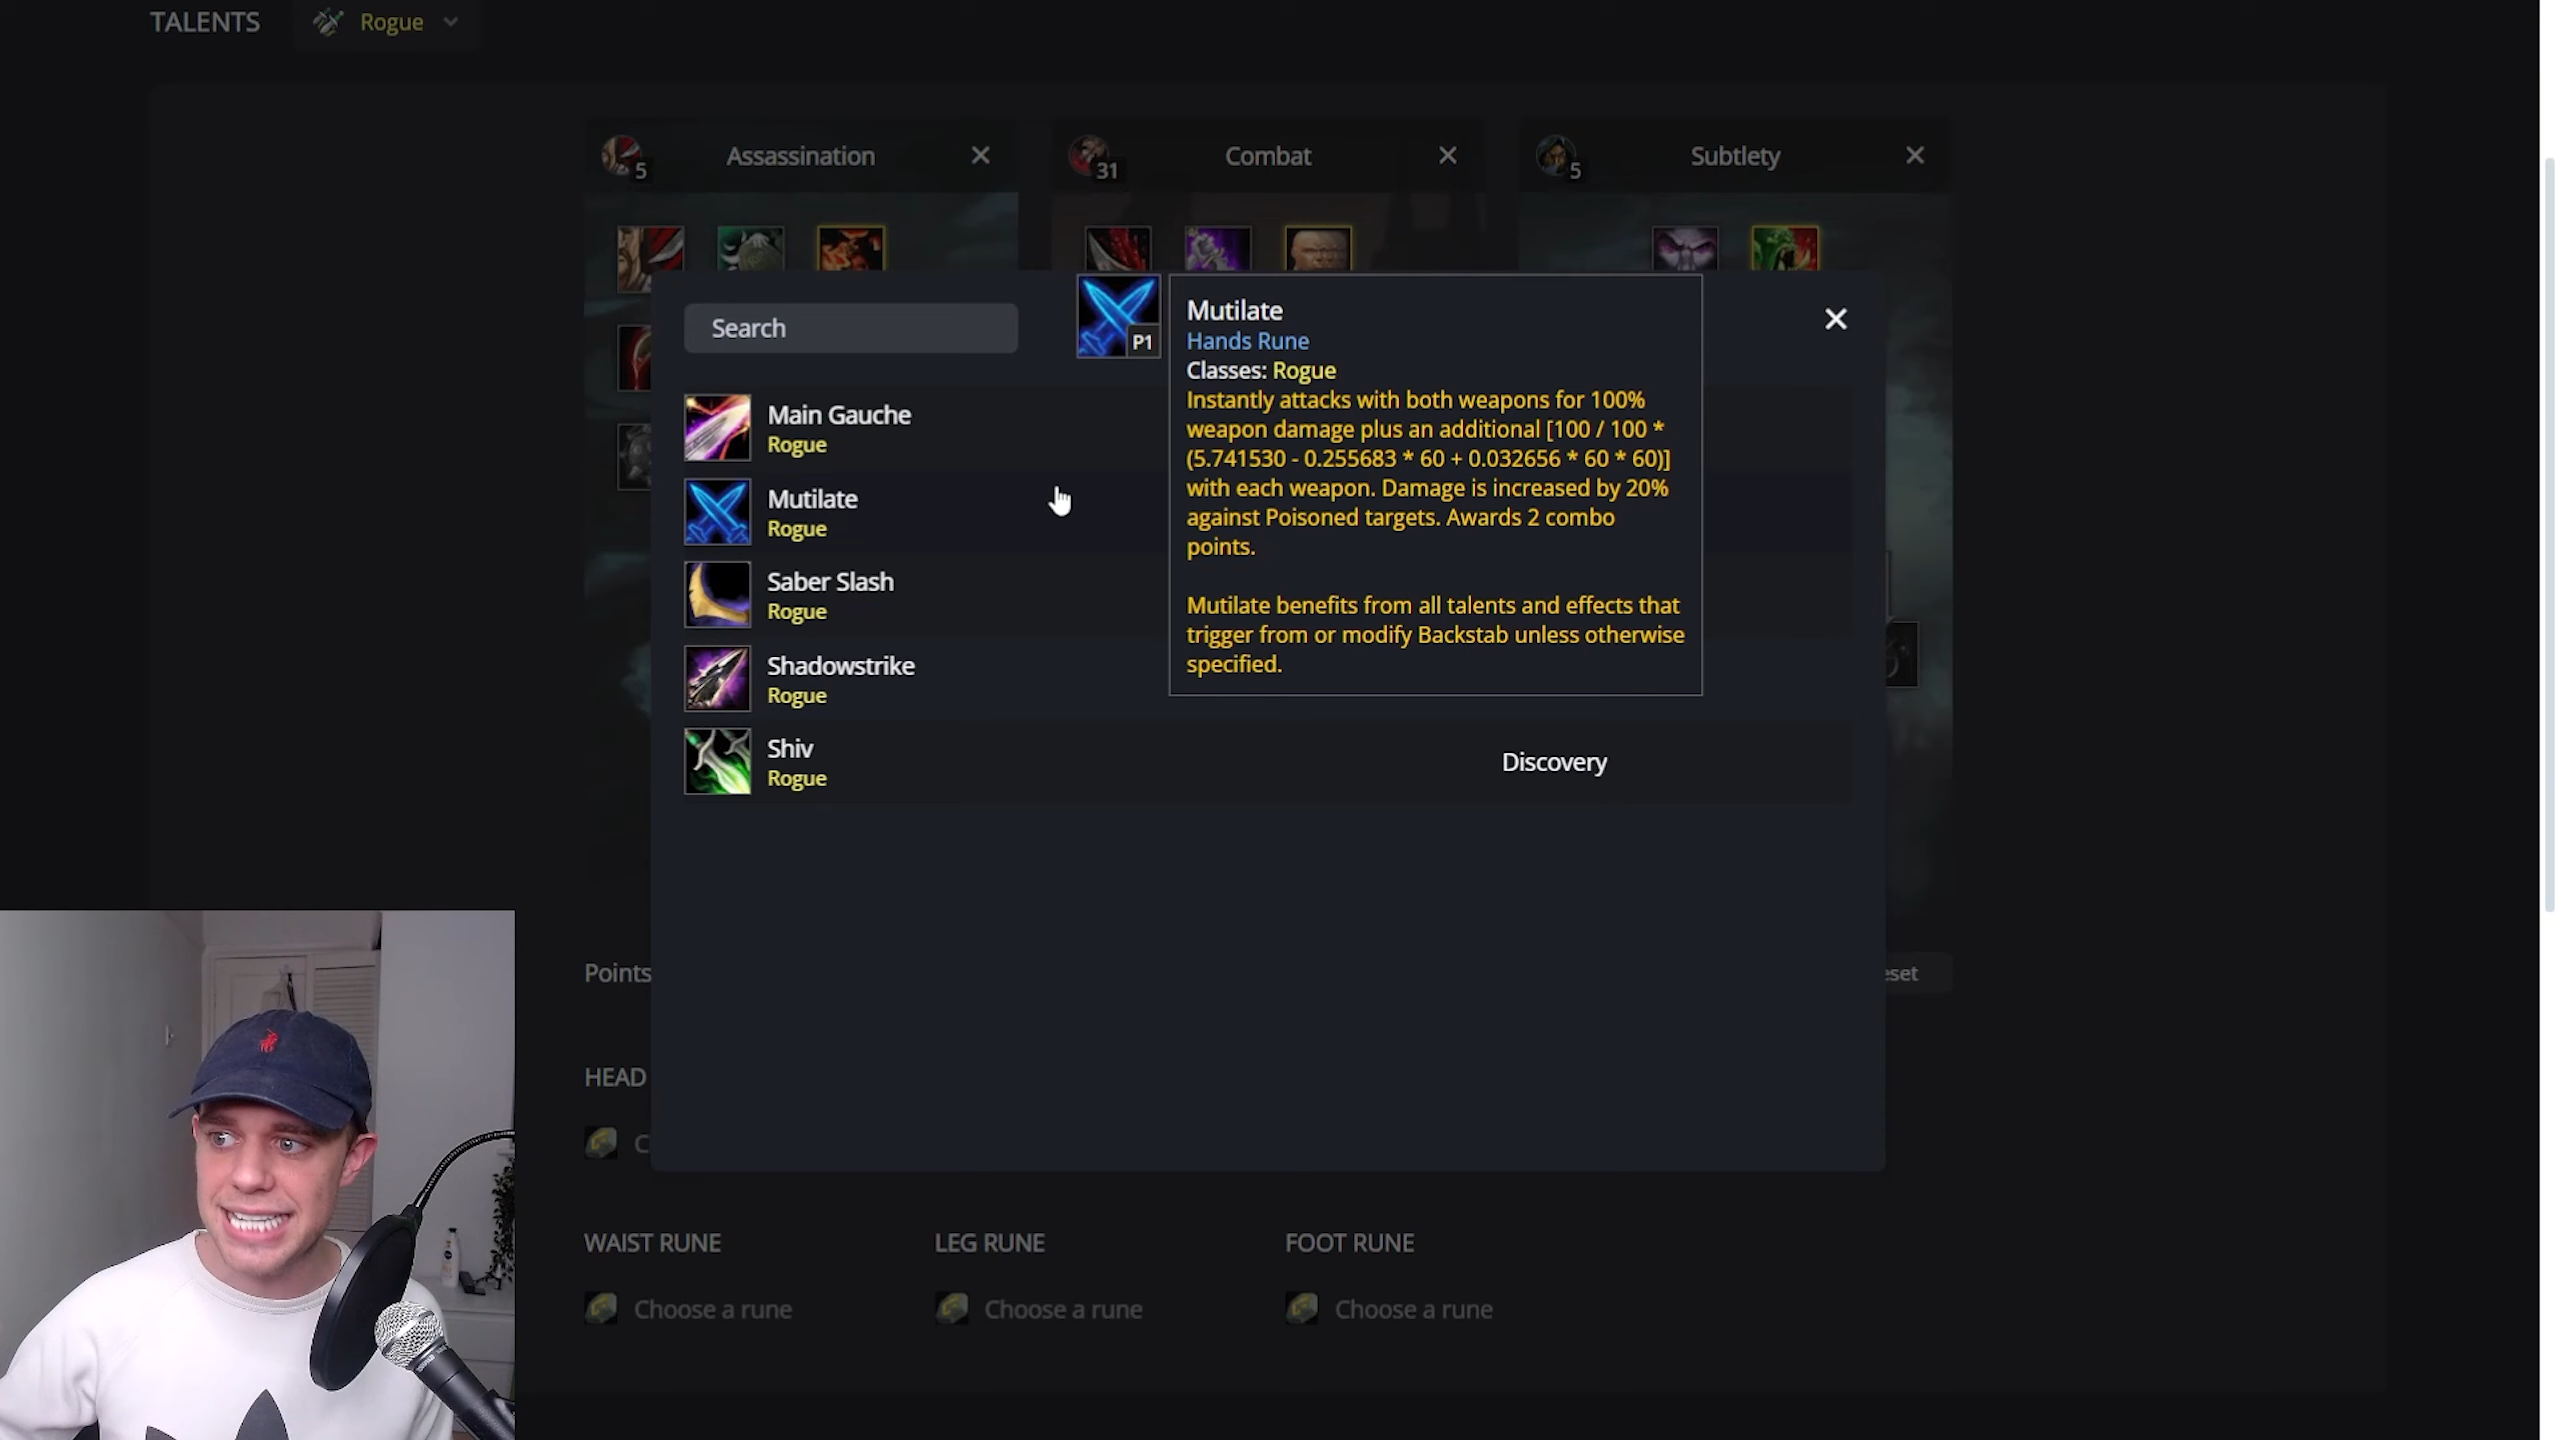 TALENTS Rogue
Assassination
Combat
Subtlety
5
31
5
Search
P1
Mutilate
Hands Rune
Classes: Rogue
Instantly attacks with both weapons for 100%
weapon damage plus an additional [100 / 100 *
(5.741530 - 0.255683 * 60 + 0.032656 * 60 * 60)]
with each weapon. Damage is increased by 20%
against Poisoned targets. Awards 2 combo
points.
Mutilate benefits from all talents and effects that
trigger from or modify Backstab unless otherwise
specified.
Main Gauche
Rogue
Mutilate
Rogue
Saber Slash
Rogue
Shadowstrike
Rogue
Shiv
Rogue
Discovery
Points
eset
HEAD
C
WAIST RUNE
LEG RUNE
FOOT RUNE
Choose a rune
Choose a rune
Choose a rune